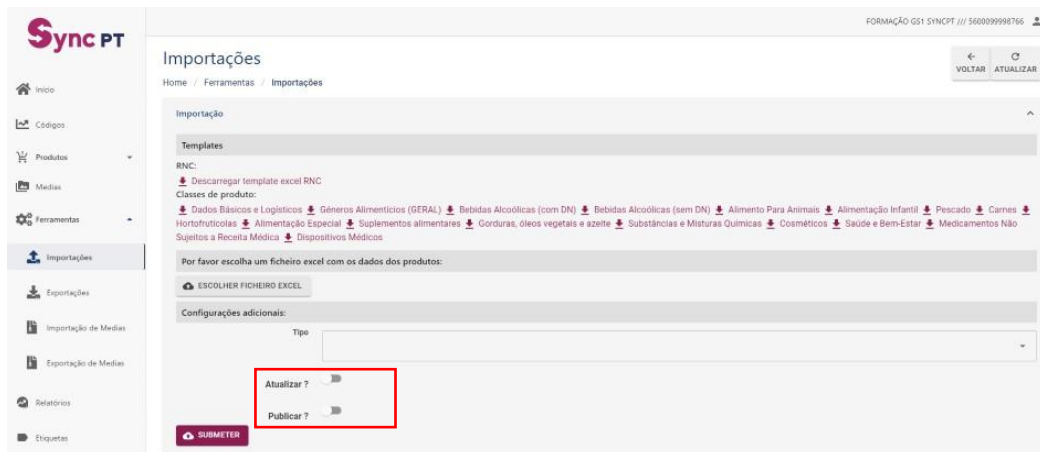 Sync PT
FORMAÇÃO GS1 SYNCPT /// 5600099998766
Importações
VOLTAR ATUALIZAR
Home / Ferramentas / Importações
Início
Códigos
Produtos
Medias
Ferramentas
Importações
Exportações
Importação de Medias
Exportação de Medias
Relatórios
Etiquetas
Importação
Templates
RNC:
Descarregar template excel RNC
Classes de produto:
Dados Básicos e Logísticos Géneros Alimentícios (GERAL) Bebidas Alcoólicas (com DN) Bebidas Alcoólicas (sem DN) Alimento Para Animais Alimentação Infantil Pescado Carnes
Hortofrutícolas Alimentação Especial Suplementos alimentares Gorduras, óleos vegetais e azeite Substâncias e Misturas Químicas Cosméticos Saúde e Bem-Estar Medicamentos Não
Sujeitos a Receita Médica Dispositivos Médicos
Por favor escolha um ficheiro excel com os dados dos produtos:
ESCOLHER FICHEIRO EXCEL
Configurações adicionais:
Tipo
Atualizar ?
Publicar ?
SUBMETER